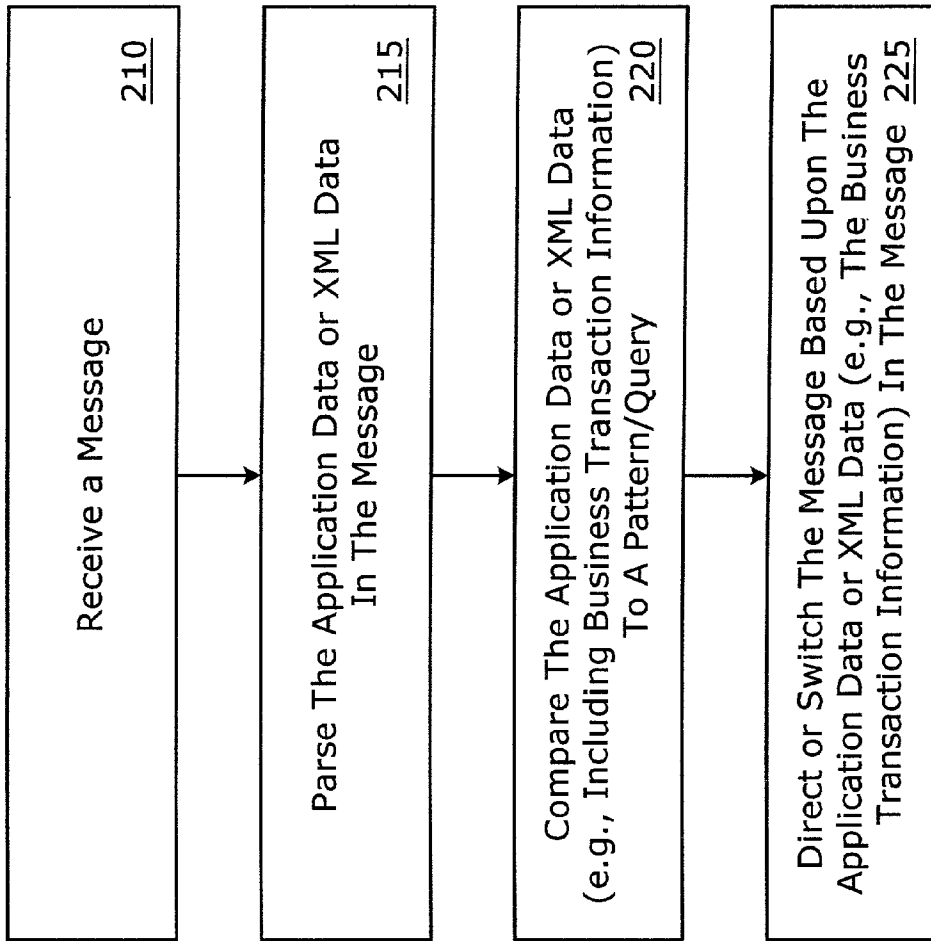 Receive a Message
210
Parse The Application Data or XML Data
In The Message
215
Compare The Application Data or XML Data
(e.g., Including Business Transaction Information)
To A Pattern/Query
220
Direct or Switch The Message Based Upon The
Application Data or XML Data (e.g., The Business
Transaction Information) In The Message 225